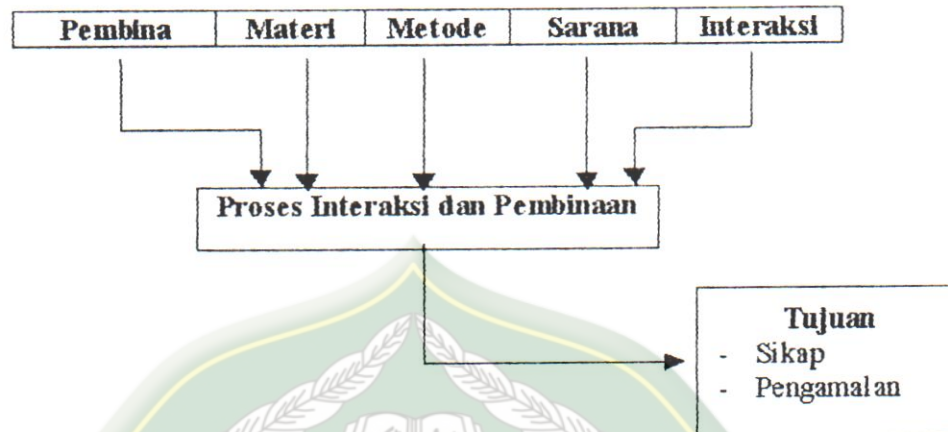 Pembina Materi Metode Sarana Interaksi
Proses Interaksi dan Pembinaan
Tujuan
- Sikap
- Pengamalan